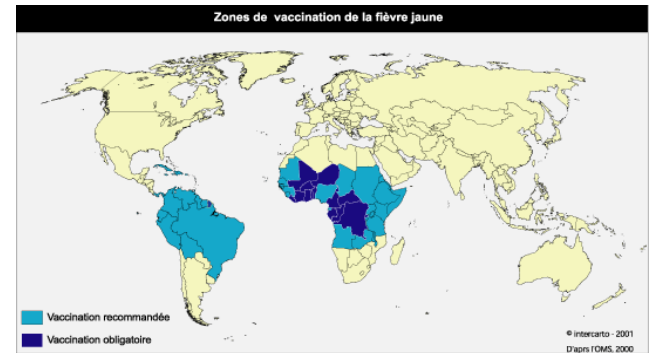 Zones de vaccination de la fièvre jaune
Vaccination recommandée
Vaccination obligatoire
© intercarto - 2001
D'aprs l'OMS, 2000